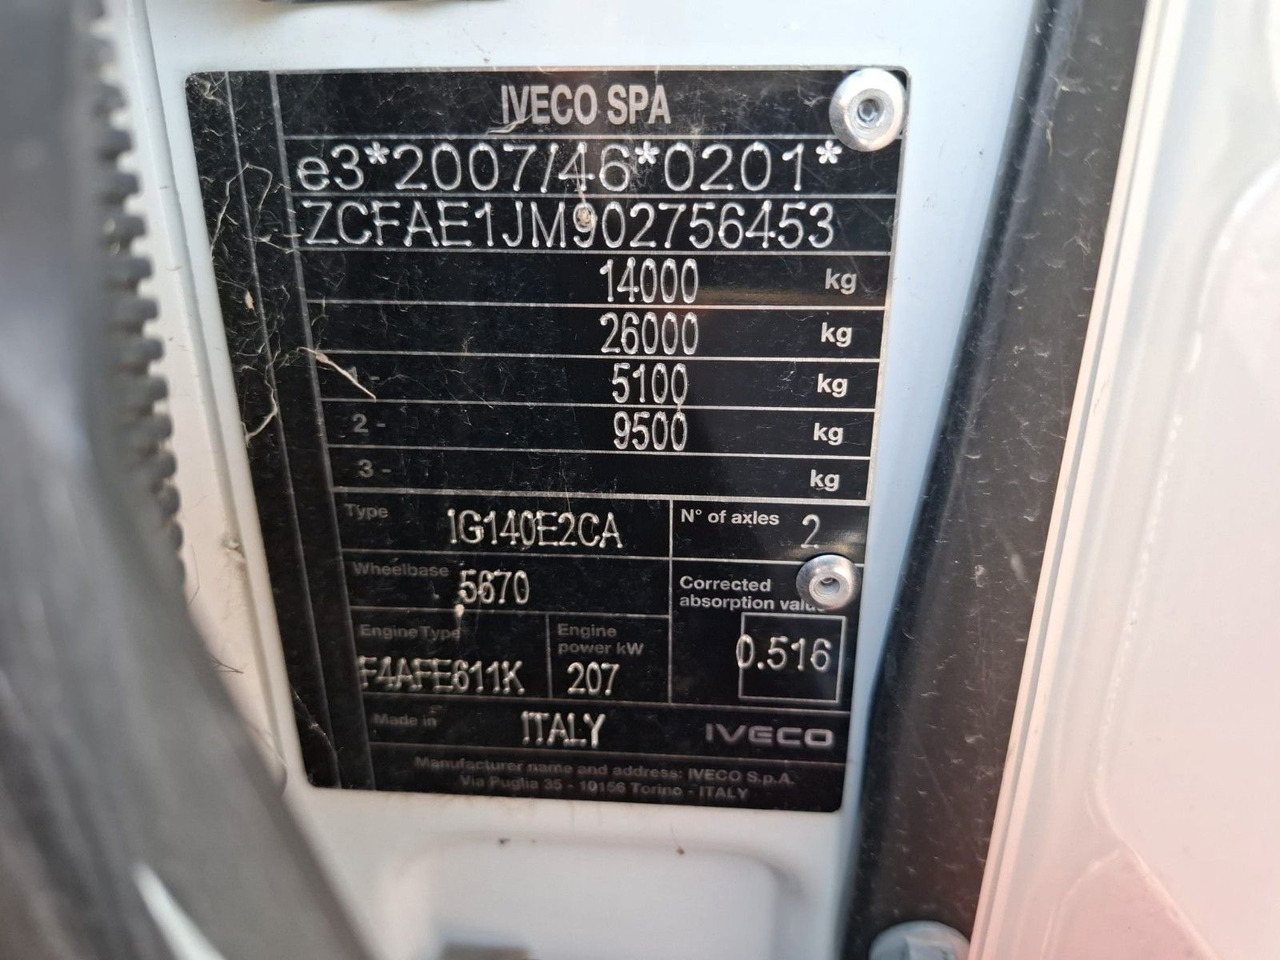 IVECO SPA
e3*2007/46*0201*
ZCFAE1JM902756453
14000 kg
26000 kg
1 - 5100 kg
2 - 9500 kg
3 - kg
Type 1G140E2CA N° of axles 2
Wheelbase 5670
Corrected
absorption value
Engine Type F4AFE611K
Engine
power kW 207
0.516
Made in ITALY IVECO
Manufacturer name and address: IVECO S.p.A.
Via Puglia 35 - 10156 Torino - ITALY